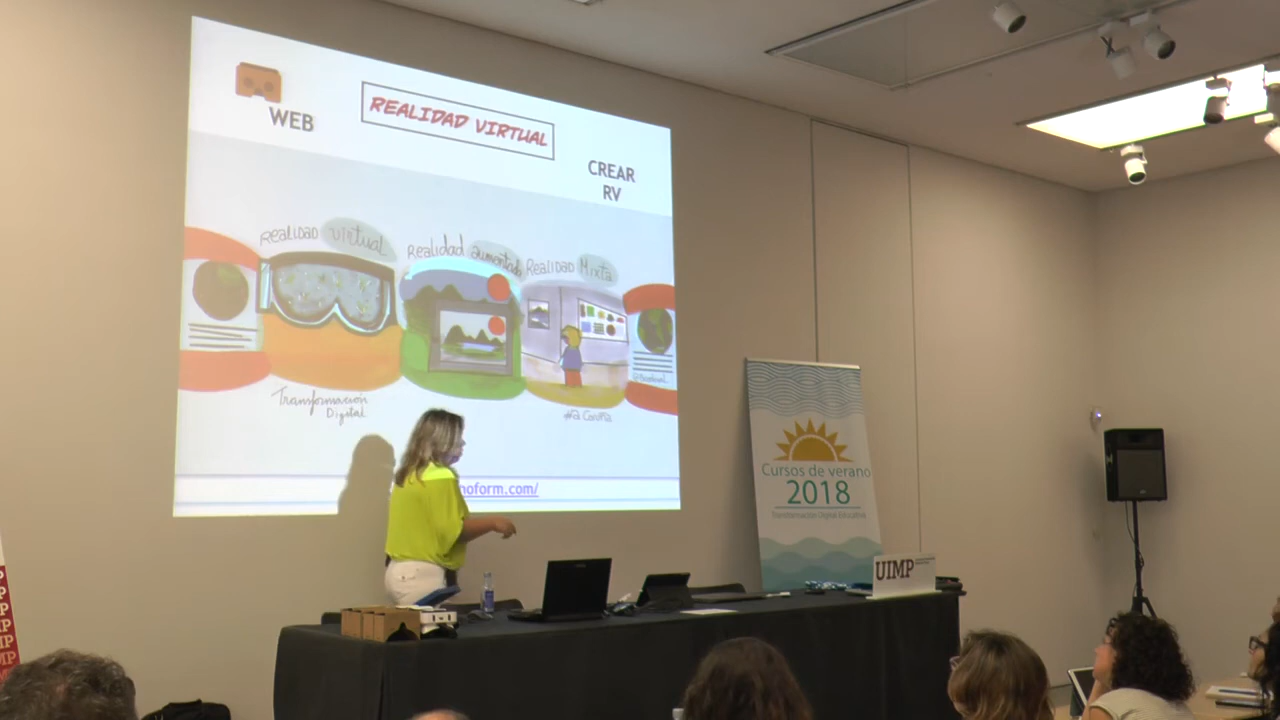 WEB
REALIDAD VIRTUAL
CREAR
RV
Realidad virtual
Realidad aumentada
Realidad Mixta
Transformación
Digital
noform.com/
Cursos de verano
2018
Transformación Digital Educativa
UIMP